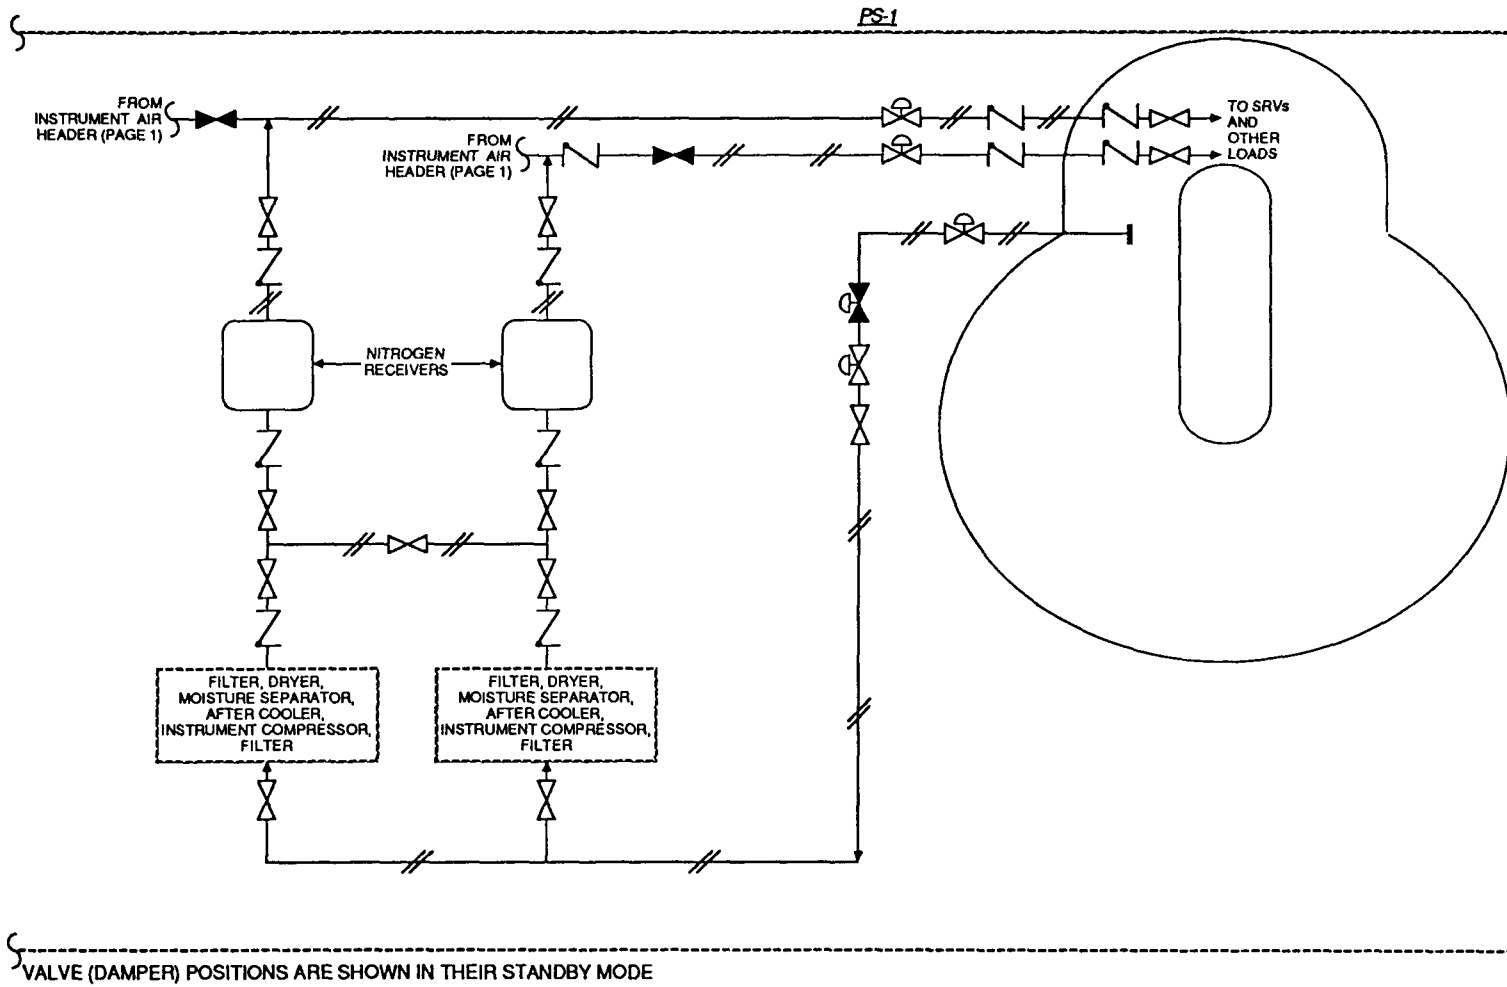 PS-1
FROM
INSTRUMENT AIR
HEADER (PAGE 1)
FROM
INSTRUMENT AIR
HEADER (PAGE 1)
TO SRVs
AND
OTHER
LOADS
NITROGEN
RECEIVERS
FILTER, DRYER,
MOISTURE SEPARATOR,
AFTER COOLER,
INSTRUMENT COMPRESSOR,
FILTER
FILTER, DRYER,
MOISTURE SEPARATOR,
AFTER COOLER,
INSTRUMENT COMPRESSOR,
FILTER
VALVE (DAMPER) POSITIONS ARE SHOWN IN THEIR STANDBY MODE